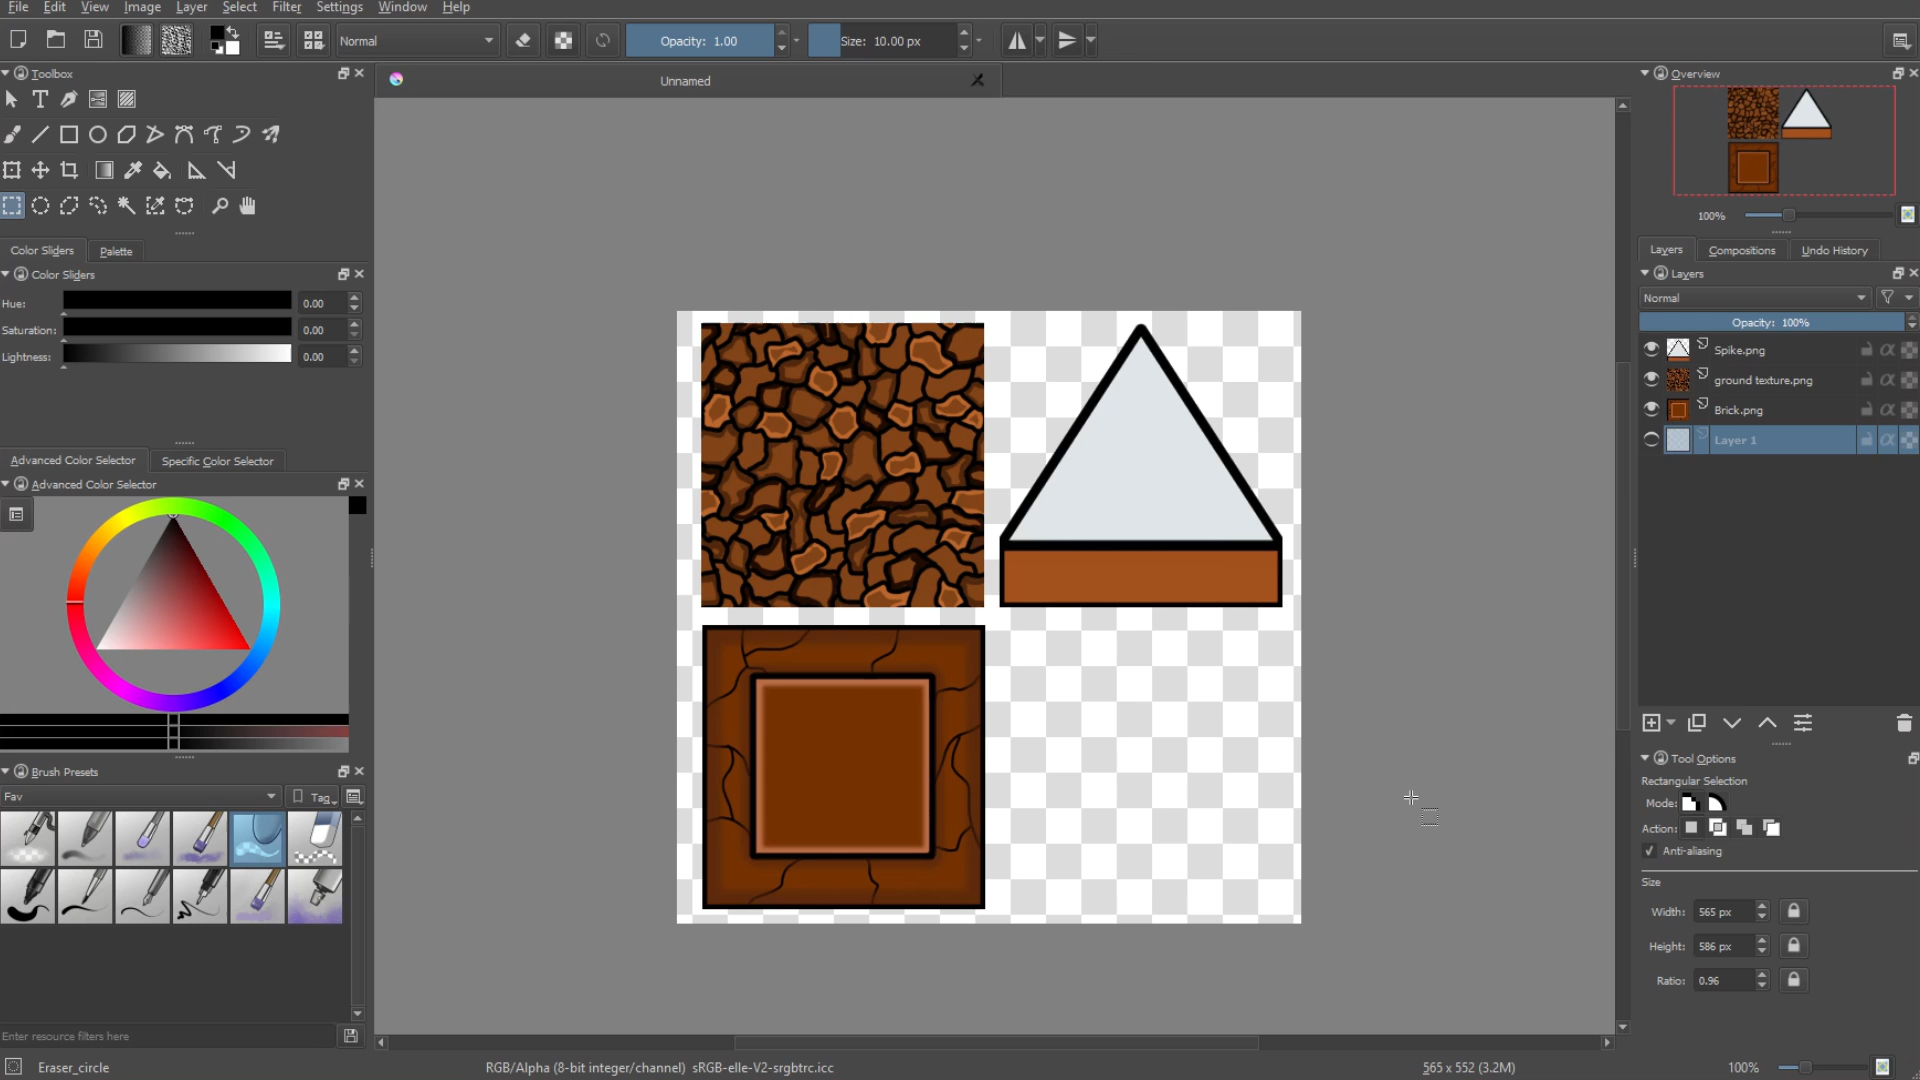 File Edit View Image Layer Select Filter Settings Window Help
Normal Opacity: 1.00 Size: 10.00 px
Toolbox
Unnamed
Overview
100%
Color Sliders Palette
Color Sliders
Hue: 0.00
Saturation: 0.00
Lightness: 0.00
Layers Compositions Undo History
Layers
Normal
Opacity: 100%
Spike.png
ground texture.png
Brick.png
Layer 1
Advanced Color Selector Specific Color Selector
Advanced Color Selector
Brush Presets
Fav Tag
Tool Options
Rectangular Selection
Mode:
Action:
Anti-aliasing
Size
Width: 565 px
Height: 586 px
Ratio: 0.96
Enter resource filters here
Eraser_circle RGB/Alpha (8-bit integer/channel) sRGB-elle-V2-srgbtrc.icc 565 x 552 (3.2M) 100%